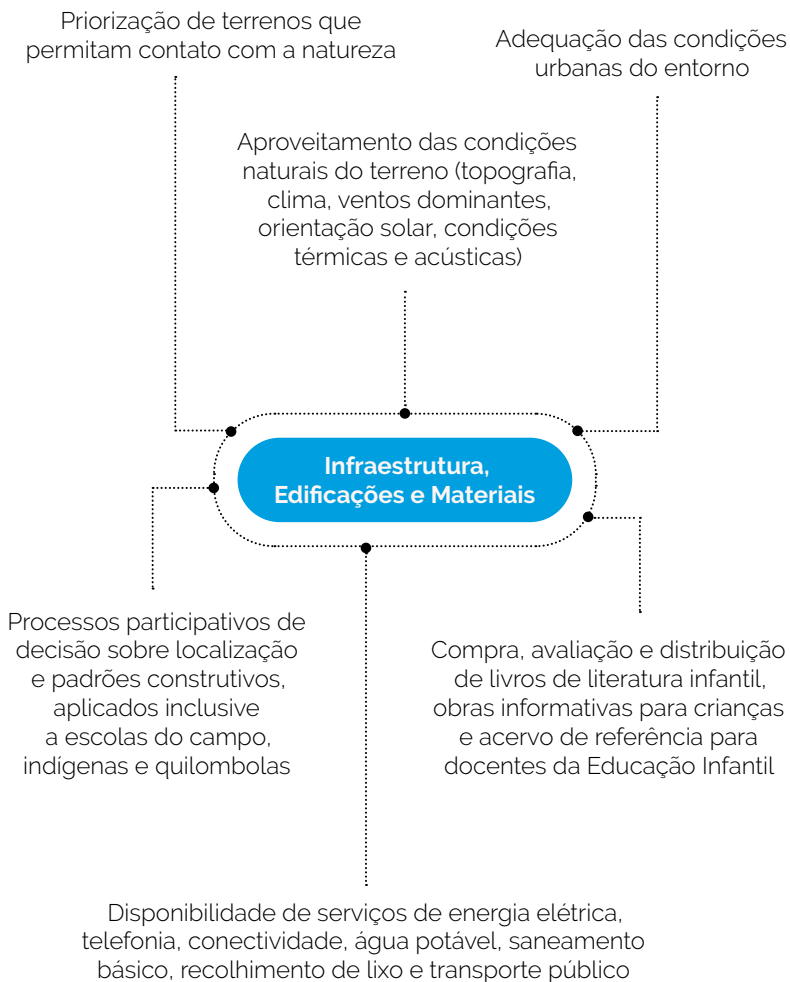 Priorização de terrenos que
permitam contato com a natureza
Adequação das condições
urbanas do entorno
Aproveitamento das condições
naturais do terreno (topografia,
clima, ventos dominantes,
orientação solar, condições
térmicas e acústicas)
Infraestrutura,
Edificações e Materiais
Processos participativos de
decisão sobre localização
e padrões construtivos,
aplicados inclusive
a escolas do campo,
indígenas e quilombolas
Compra, avaliação e distribuição
de livros de literatura infantil,
obras informativas para crianças
e acervo de referência para
docentes da Educação Infantil
Disponibilidade de serviços de energia elétrica,
telefonia, conectividade, água potável, saneamento
básico, recolhimento de lixo e transporte público